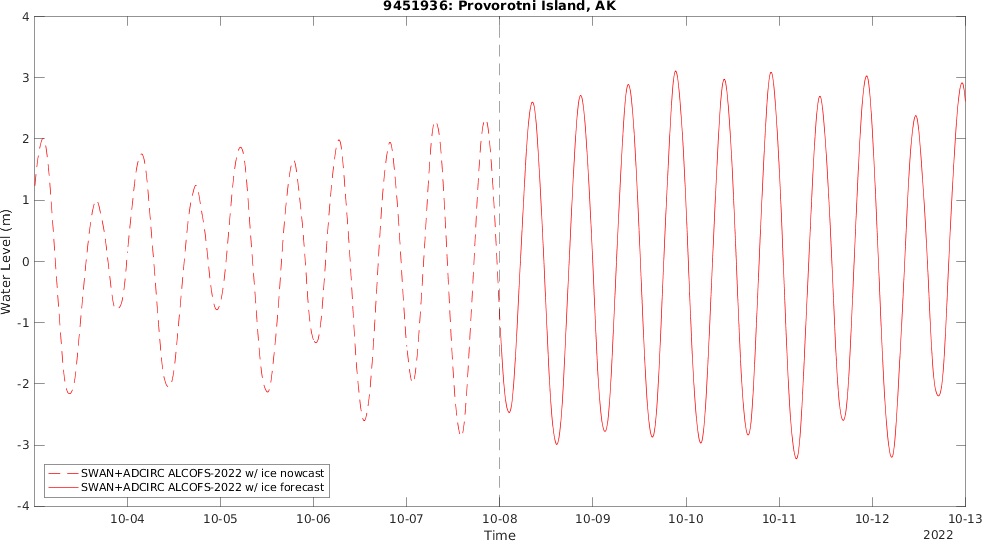 9451936: Provorotni Island, AK
4
3
2
1
0
-1
-2
-3
-4
Water Level (m)
SWAN+ADCIRC ALCOFS-2022 w/ ice nowcast
SWAN+ADCIRC ALCOFS-2022 w/ ice forecast
10-04 10-05 10-06 10-07 10-08 10-09 10-10 10-11 10-12 10-13
Time
2022